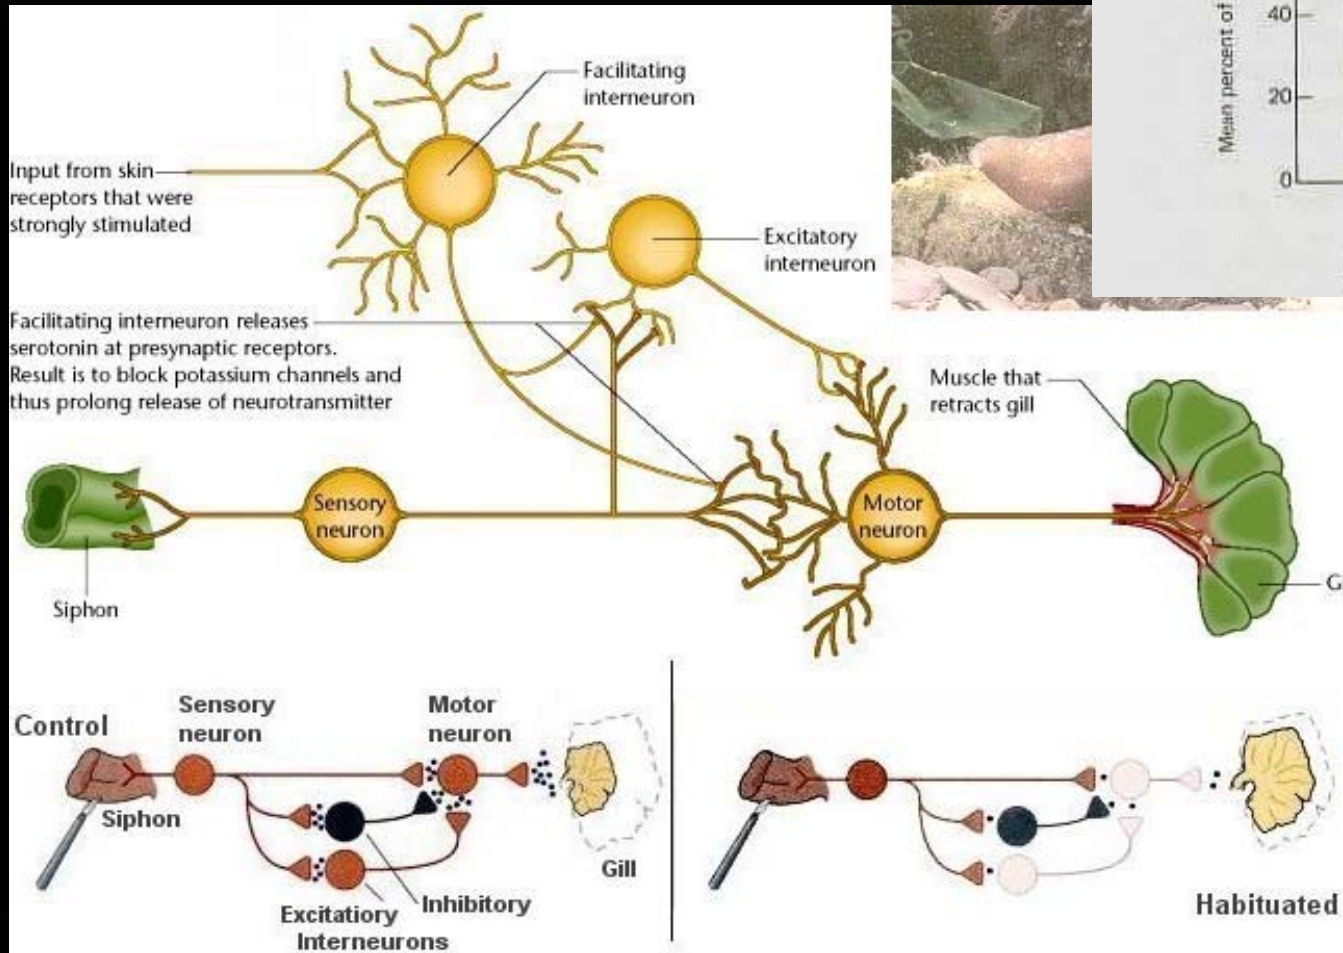 Facilitating
interneuron
Input from skin
receptors that were
strongly stimulated
Excitatory
interneuron
Facilitating interneuron releases
serotonin at presynaptic receptors.
Result is to block potassium channels and
thus prolong release of neurotransmitter
Muscle that
retracts gill
Sensory
neuron
Motor
neuron
Siphon
G
Mean percent of
40
20
0
Control
Sensory
neuron
Motor
neuron
Siphon
Gill
Inhibitory
Excitatiory
Interneurons
Habituated